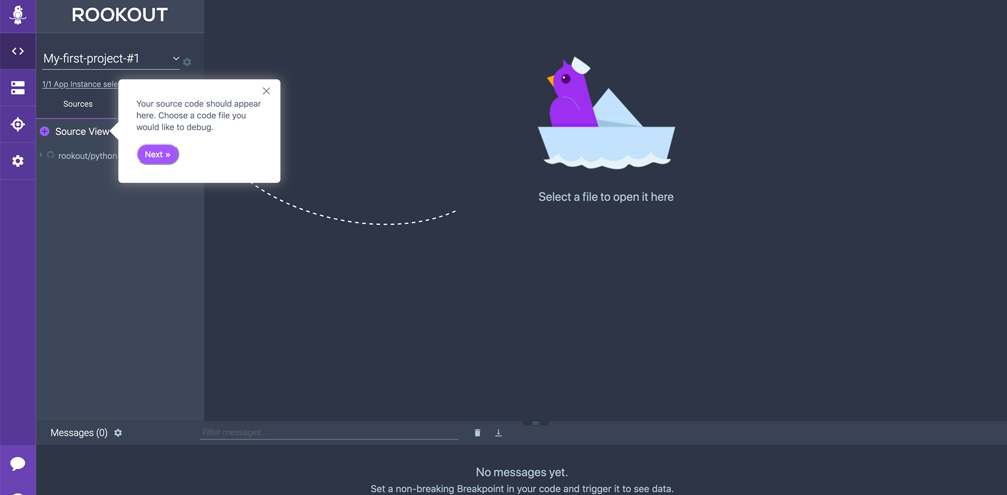 ROOKOUT
My-first-project-#1
1/1 App Instance sele
Sources
Your source code should appear
here. Choose a code file you
would like to debug.
Next »
Source View
rookout/python
Select a file to open it here
Messages (0)
Filter messages...
No messages yet.
Set a non-breaking Breakpoint in your code and trigger it to see data.